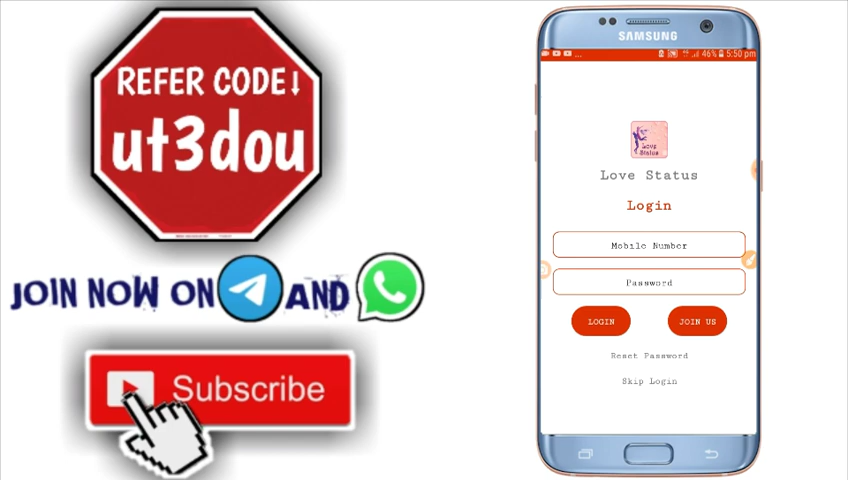 REFER CODE↓
ut3dou
JOIN NOW ON AND
Subscribe
SAMSUNG
... 46% 5:50 pm
Love
Status
Love Status
Login
Mobile Number
Password
LOGIN
JOIN US
Reset Password
Skip Login